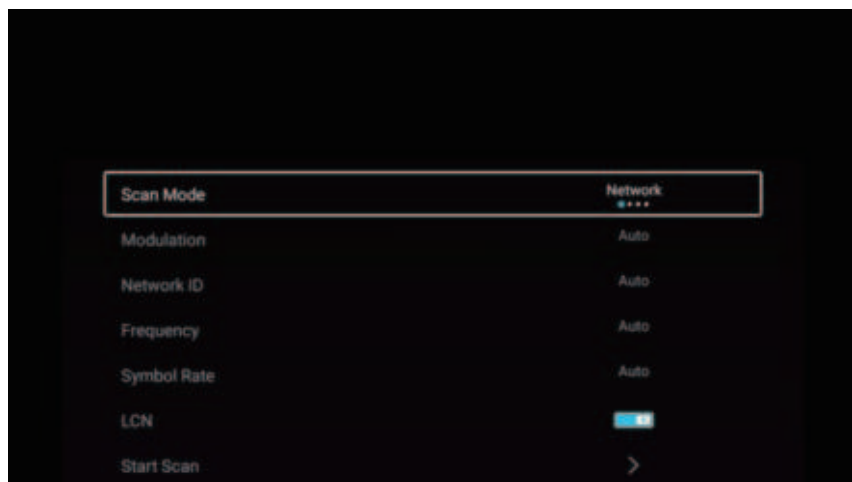 Scan Mode Network
Modulation Auto
Network ID Auto
Frequency Auto
Symbol Rate Auto
LCN
Start Scan